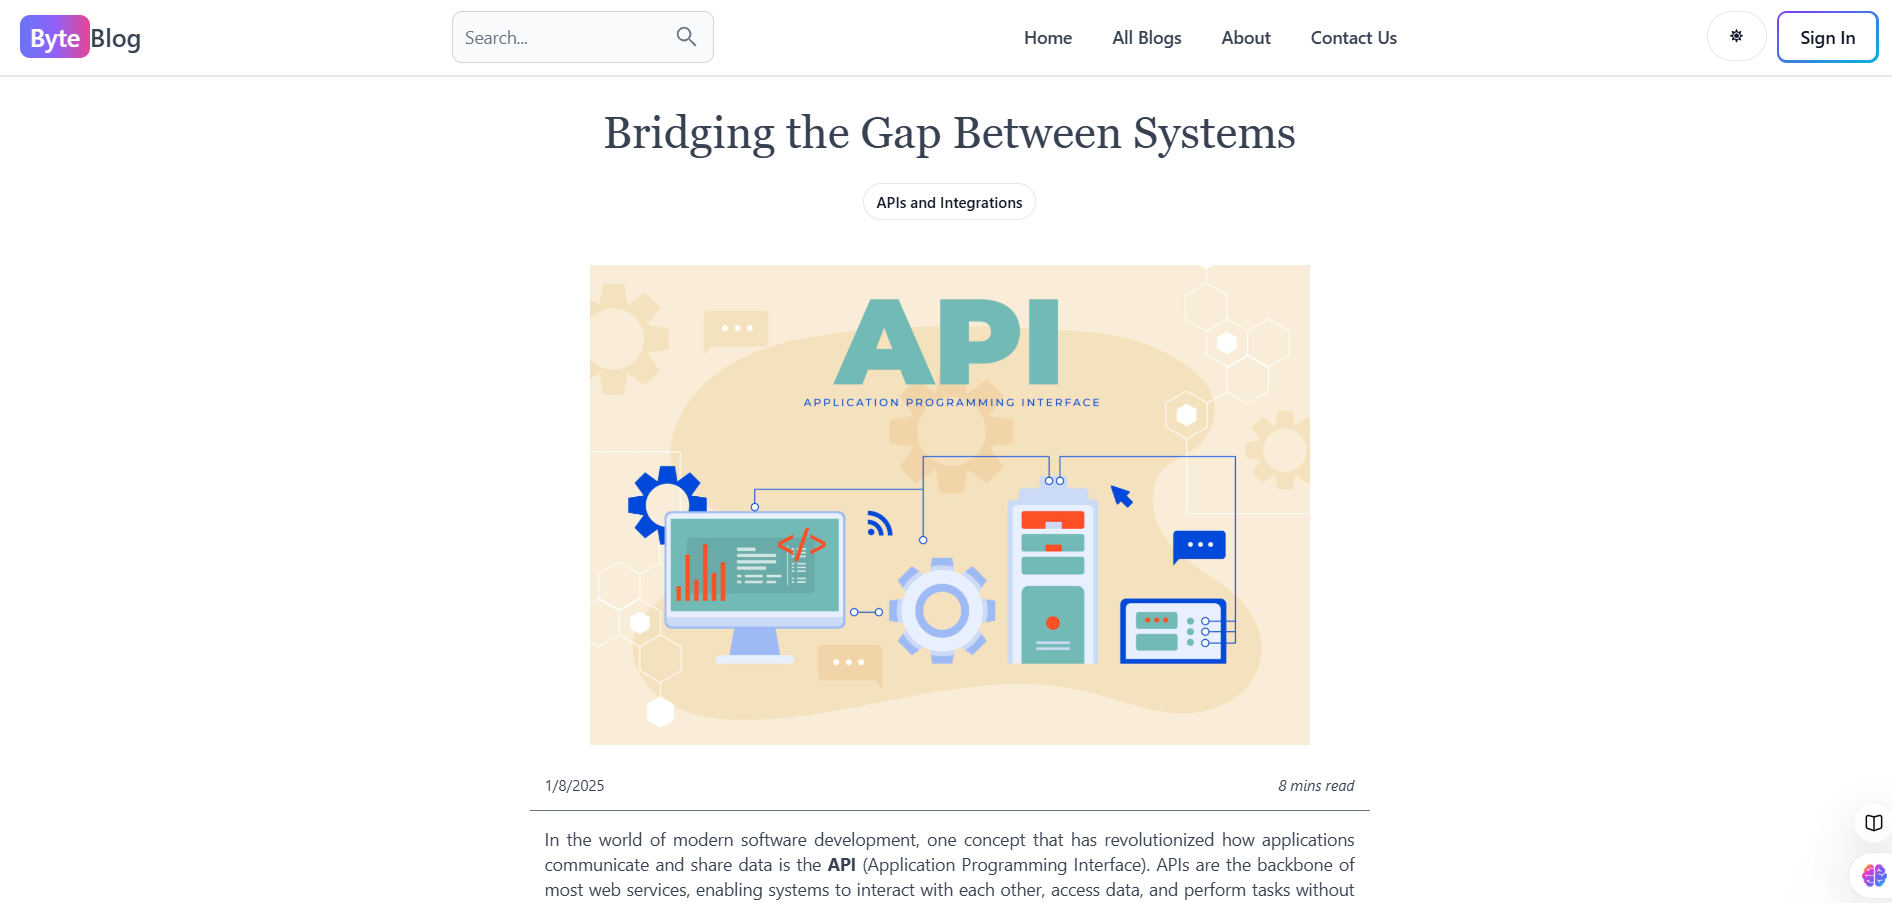 ByteBlog
Search...
Home
All Blogs
About
Contact Us
Sign In
Bridging the Gap Between Systems
APIs and Integrations
API
APPLICATION PROGRAMMING INTERFACE
</>
1/8/2025
8 mins read
In the world of modern software development, one concept that has revolutionized how applications
communicate and share data is the API (Application Programming Interface). APIs are the backbone of
most web services, enabling systems to interact with each other, access data, and perform tasks without